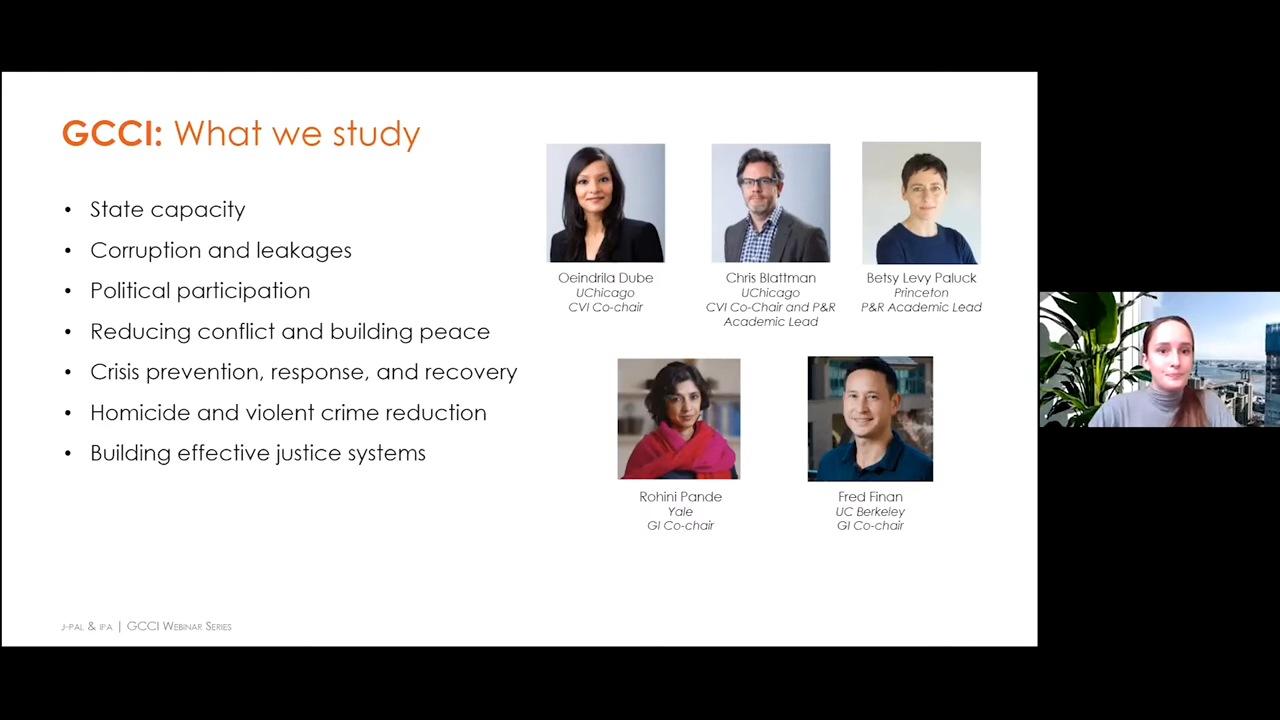 GCCI: What we study
• State capacity
• Corruption and leakages
• Political participation
• Reducing conflict and building peace
• Crisis prevention, response, and recovery
• Homicide and violent crime reduction
• Building effective justice systems
Oeindrila Dube
UChicago
CVI Co-chair
Chris Blattman
UChicago
CVI Co-Chair and P&R
Academic Lead
Betsy Levy Paluck
Princeton
P&R Academic Lead
Rohini Pande
Yale
GI Co-chair
Fred Finan
UC Berkeley
GI Co-chair
J-PAL & IPA | GCCI WEBINAR SERIES